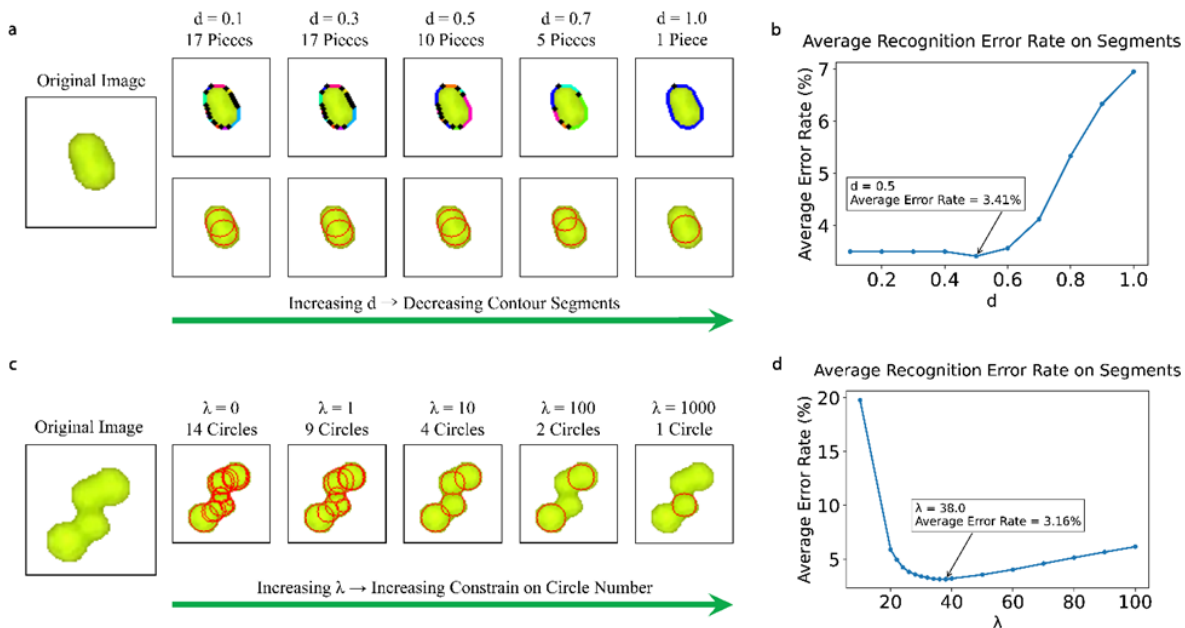 a
d = 0.1 d = 0.3 d = 0.5 d = 0.7 d = 1.0
17 Pieces 17 Pieces 10 Pieces 5 Pieces 1 Piece
Original Image
Increasing d → Decreasing Contour Segments
b
Average Recognition Error Rate on Segments
Average Error Rate (%)
7
6
5
4
d = 0.5
Average Error Rate = 3.41%
0.2 0.4 0.6 0.8 1.0
d
c
λ = 0 λ = 1 λ = 10 λ = 100 λ = 1000
14 Circles 9 Circles 4 Circles 2 Circles 1 Circle
Original Image
Increasing λ → Increasing Constrain on Circle Number
d
Average Recognition Error Rate on Segments
Average Error Rate (%)
20
15
10
5
λ = 38.0
Average Error Rate = 3.16%
20 40 60 80 100
λ